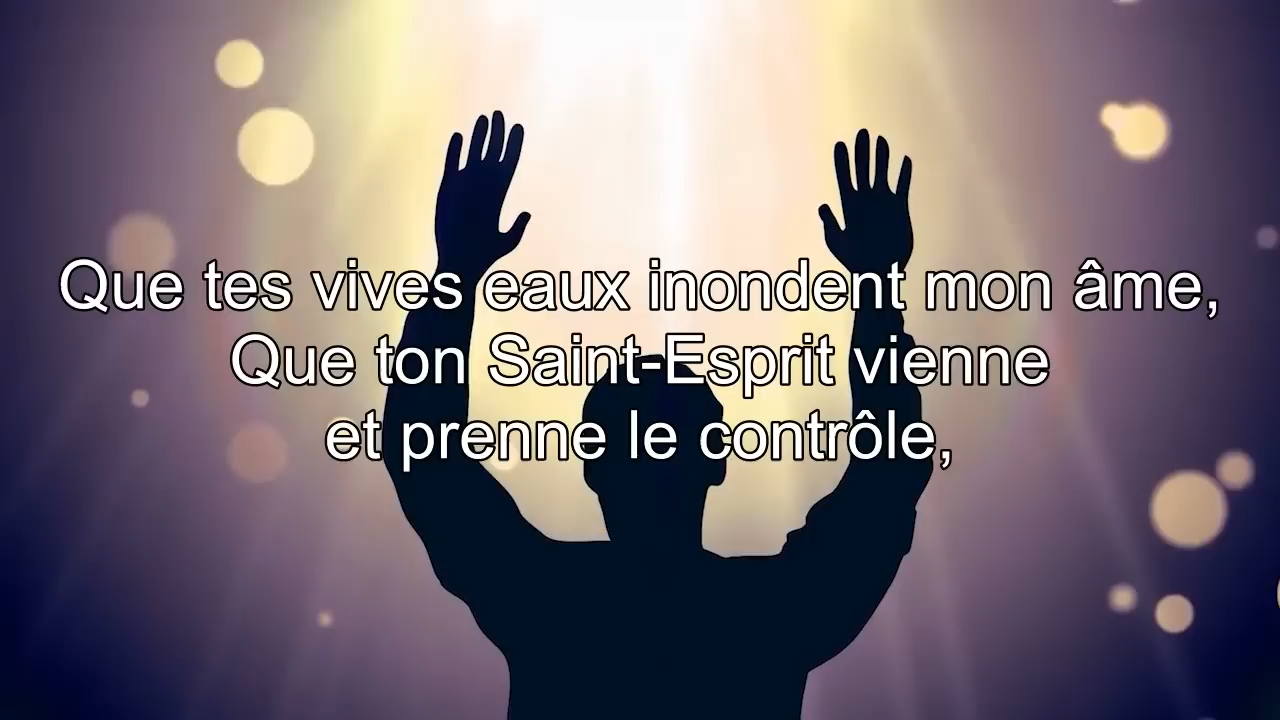 Que tes vives eaux inondent mon âme,
Que ton Saint-Esprit vienne
et prenne le contrôle,